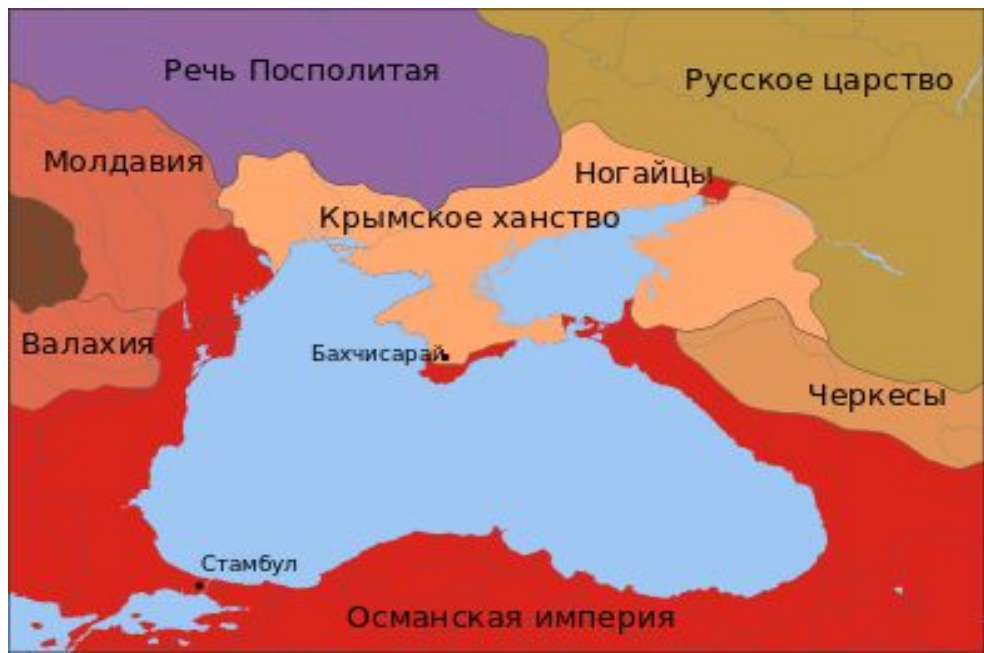 Речь Посполитая
Русское царство
Молдавия
Ногайцы
Крымское ханство
Валахия
Бахчисарай
Черкесы
Стамбул
Османская империя